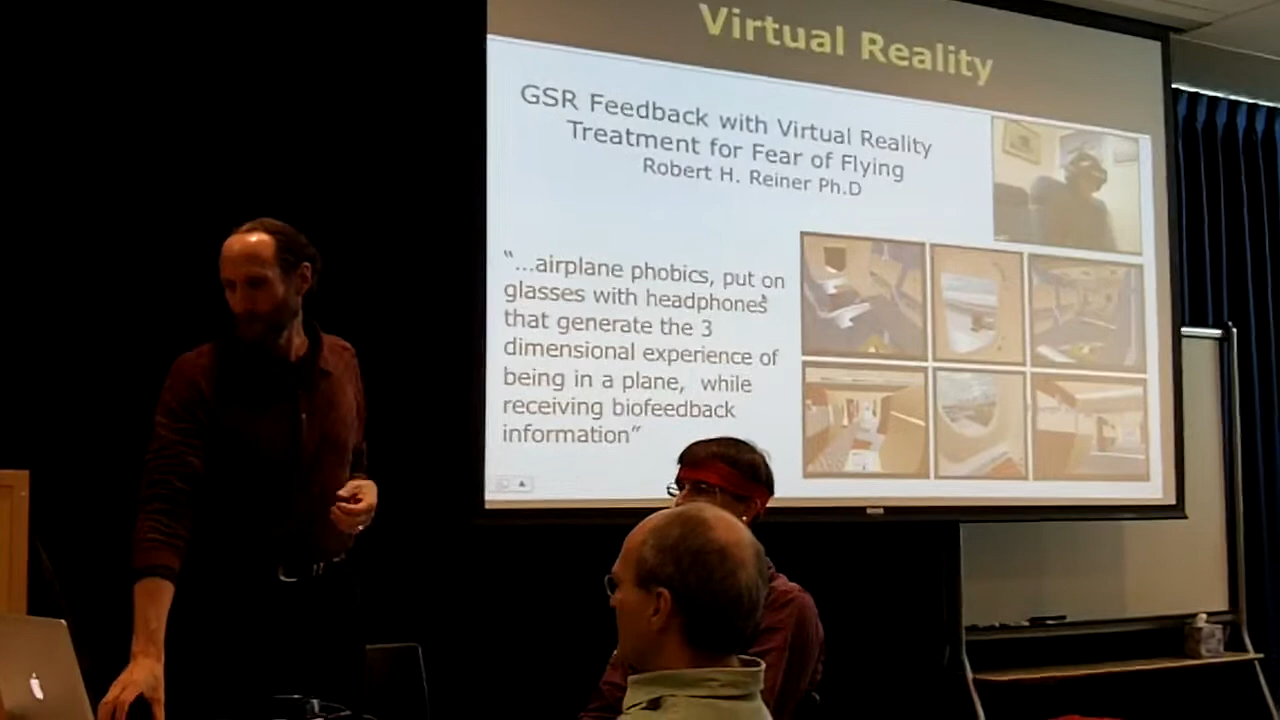 Virtual Reality
GSR Feedback with Virtual Reality
Treatment for Fear of Flying
Robert H. Reiner Ph.D
“...airplane phobics, put on
glasses with headphones
that generate the 3
dimensional experience of
being in a plane, while
receiving biofeedback
information”